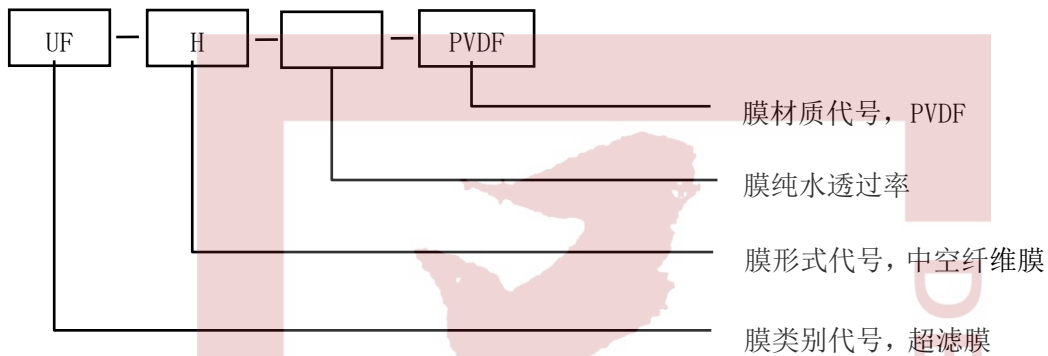 UF — H — — PVDF
膜材质代号，PVDF
膜纯水透过率
膜形式代号，中空纤维膜
膜类别代号，超滤膜